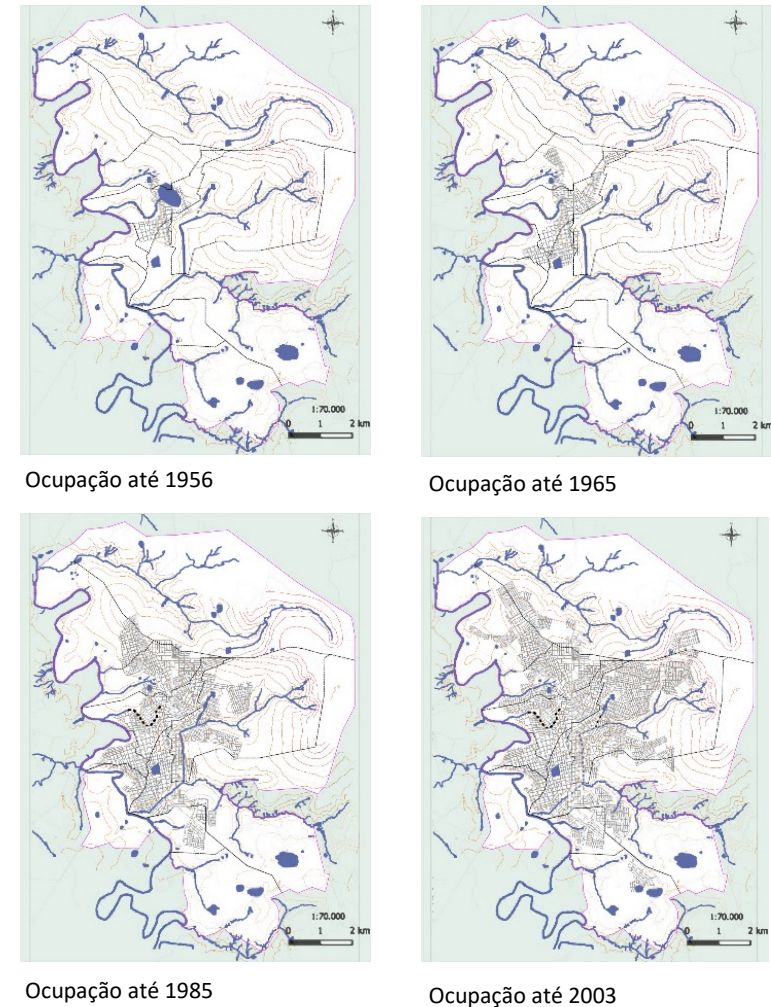 1:70.000
0 1 2 km
Ocupação até 1956
1:70.000
0 1 2 km
Ocupação até 1965
1:70.000
0 1 2 km
Ocupação até 1985
1:70.000
0 1 2 km
Ocupação até 2003